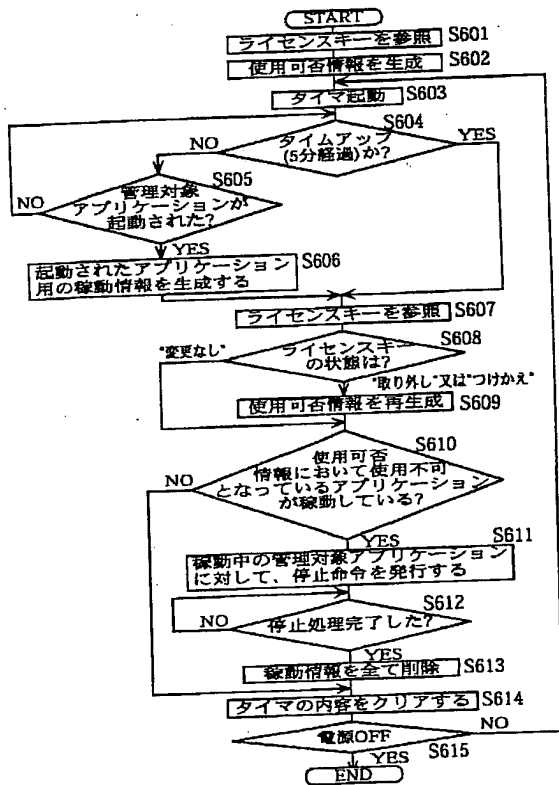 START
ライセンスキーを参照 S601
使用可否情報を生成 S602
タイマ起動 S603
S604
NO
タイムアップ
YES
(5分経過)か?
S605
管理対象
NO
アプリケーションが
起動された?
YES
S606
起動されたアプリケーション
用の稼動情報を生成する
ライセンスキーを参照 S607
S608
"変更なし"
ライセンスキー
の状態は?
"取り外し"又は"つけかえ"
使用可否情報を再生成 S609
S610
使用可否
NO
情報において使用不可
となっているアプリケーション
が稼動している?
YES
S611
稼動中の管理対象アプリケーション
に対して、停止命令を発行する
S612
NO
停止処理完了した?
YES
稼動情報を全て削除 S613
タイマの内容をクリアする S614
電源OFF
NO
S615
YES
END